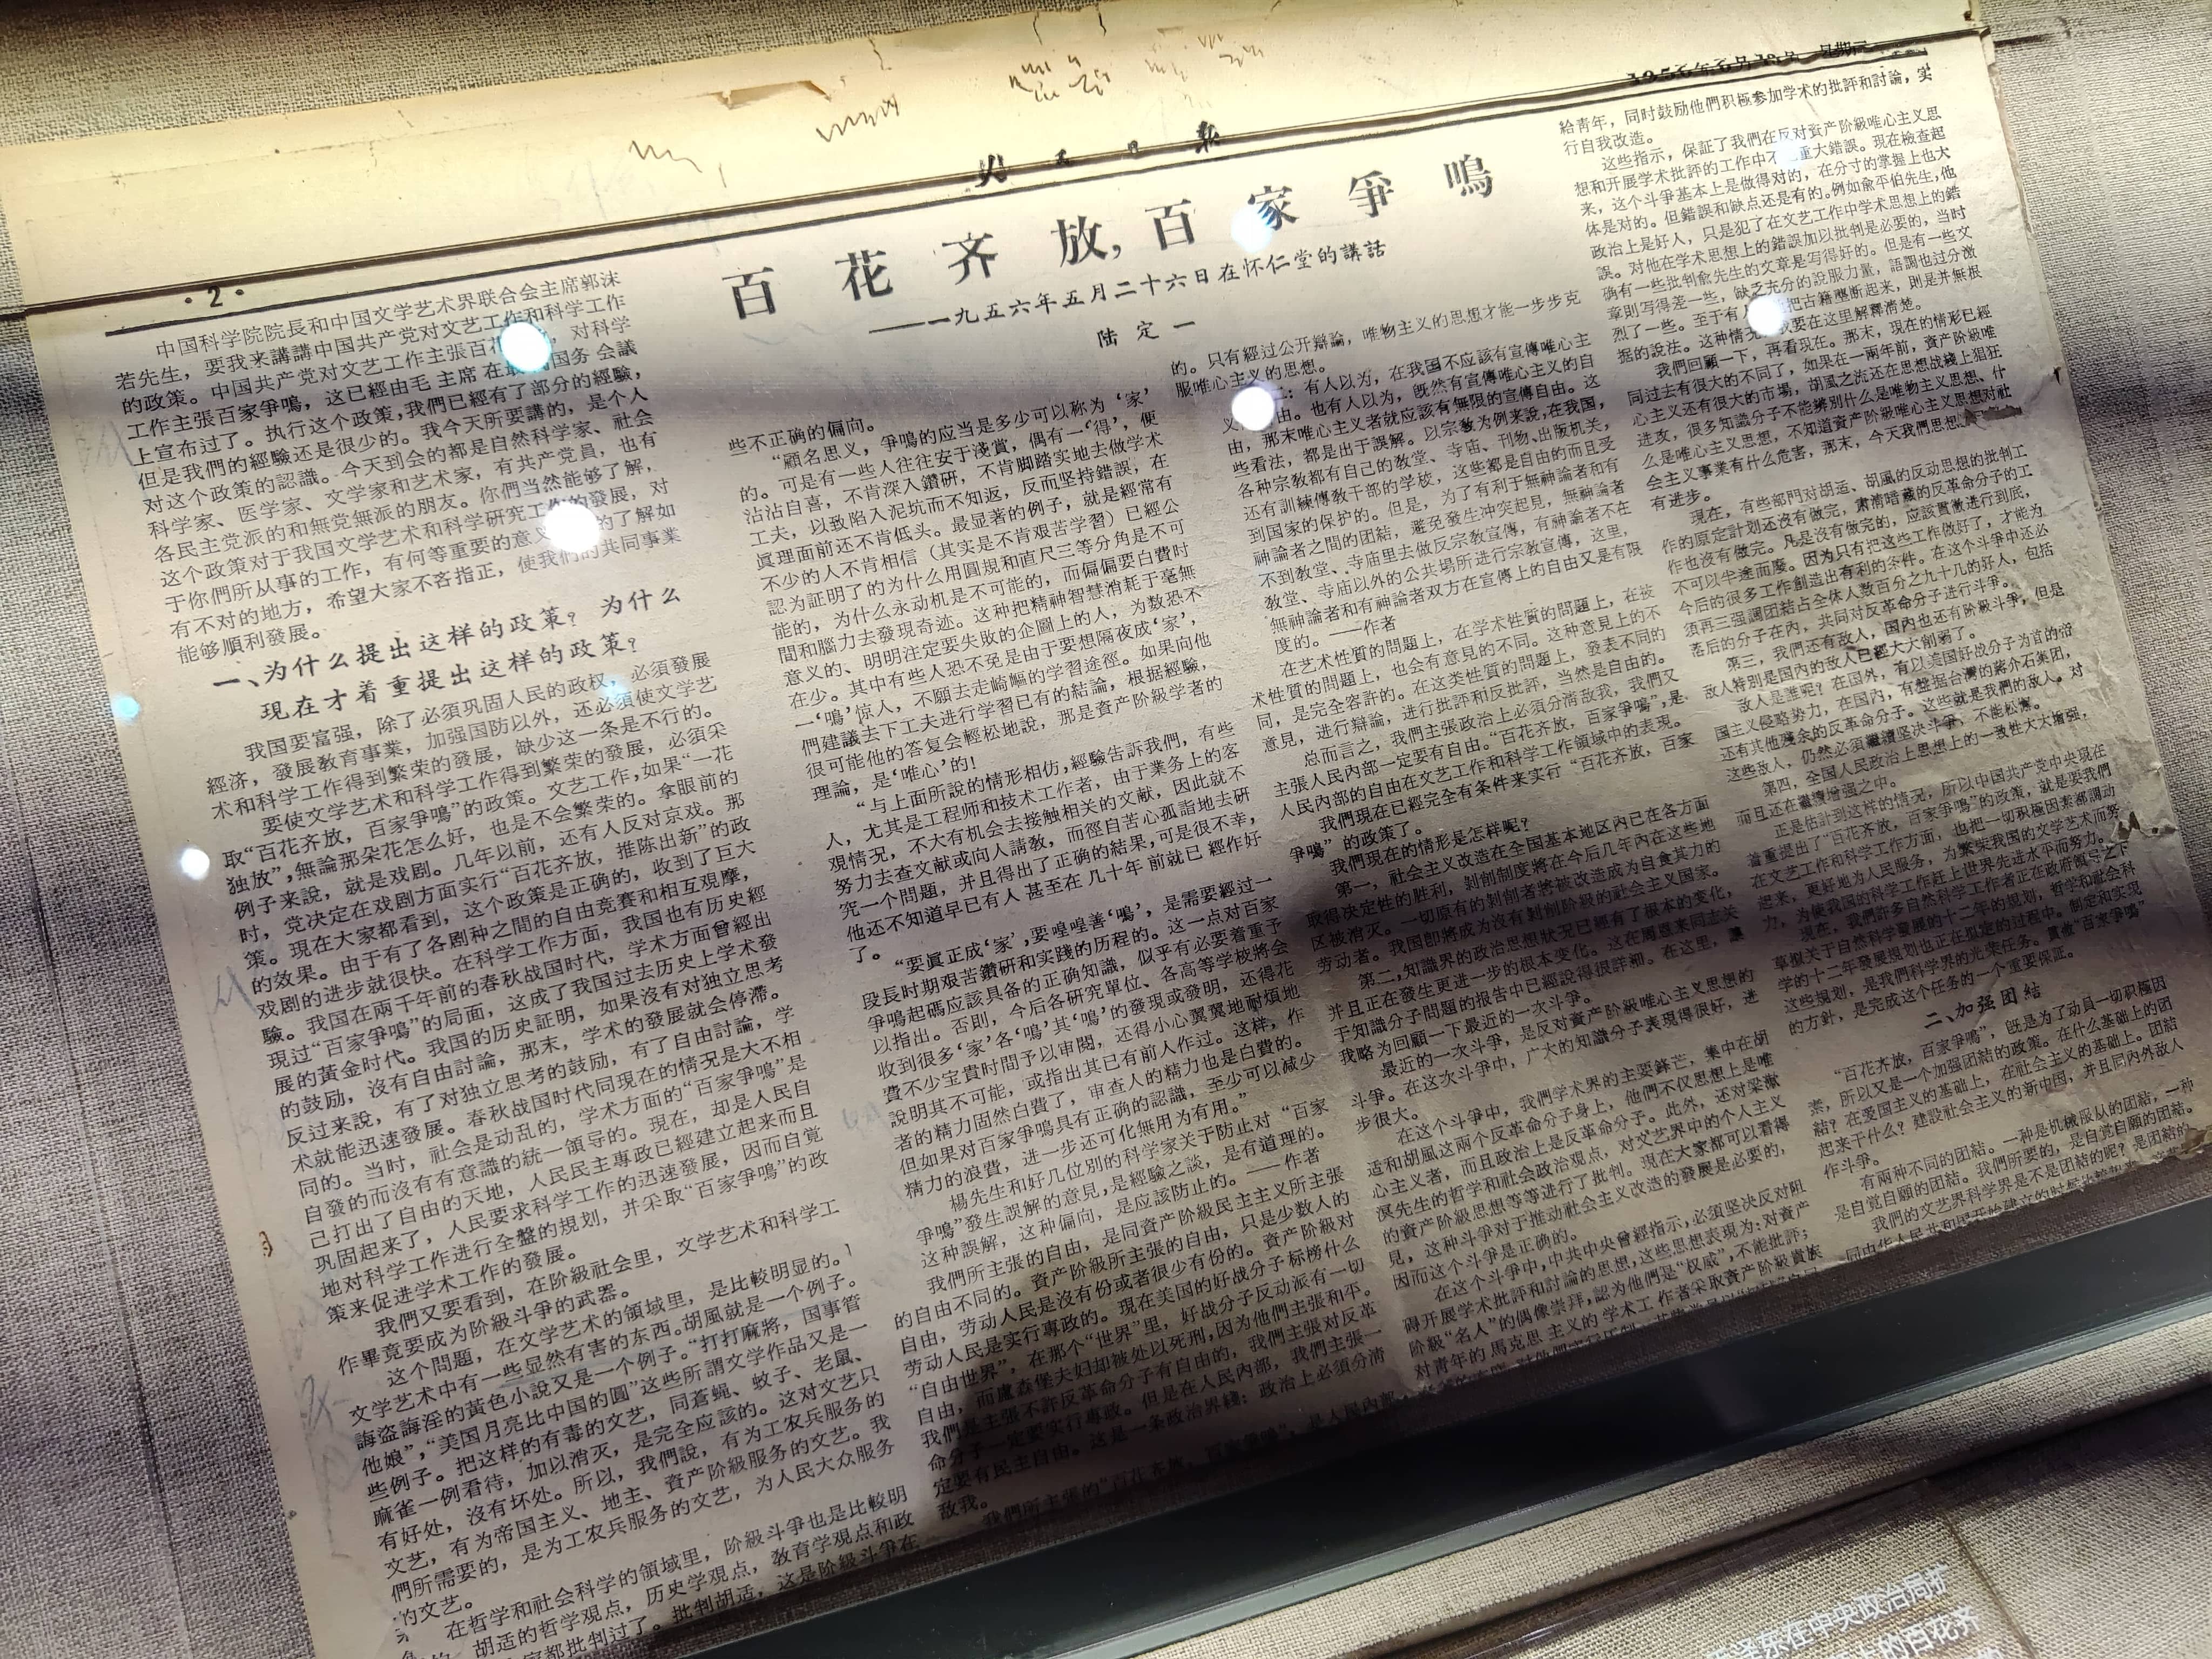 ·2·
日报
百花齐放,百家爭鳴
——一九五六年五月二十六日在怀仁堂的講話
陆定一
中国科学院院長和中国文学艺术界联合会主席郭沫
若先生，要我来講講中国共产党对文艺工作和科学工作
的政策。中国共产党对文艺工作主張百花，对科学
工作主張百家爭鳴，这已經由毛主席在最国务会議
上宣布过了。执行这个政策,我們已經有了部分的經驗，
但是我們的經驗还是很少的。我今天所要講的，是个人
对这个政策的認識。今天到会的都是自然科学家、社会
科学家、医学家、文学家和艺术家，有共产党員，也有
各民主党派的和無党無派的朋友。你們当然能够了解，
这个政策对于我国文学艺术和科学研究工作的發展，对
于你們所从事的工作，有何等重要的意义的了解如
有不对的地方，希望大家不吝指正，使我們的共同事業
能够順利發展。
一、为什么提出这样的政策？为什么
現在才着重提出这样的政策？
我国要富强，除了必須巩固人民的政权，必須發展
經济，發展教育事業，加强国防以外，还必須使文学艺
术和科学工作得到繁荣的發展，缺少这一条是不行的。
要使文学艺术和科学工作得到繁荣的發展，必須采
取“百花齐放，百家爭鳴”的政策。文艺工作,如果“一花
独放”,無論那朵花怎么好，也是不会繁荣的。拿眼前的
例子来說，就是戏剧。几年以前，还有人反对京戏。那
时，党决定在戏剧方面实行“百花齐放，推陈出新”的政
策。現在大家都看到，这个政策是正确的，收到了巨大
的效果。由于有了各剧种之間的自由竞賽和相互观摩，
戏剧的進步就很快。在科学工作方面，我国也有历史經
驗。我国在兩千年前的春秋战国时代，学术方面曾經出
現过“百家爭鳴”的局面，这成了我国过去历史上学术發
展的黃金时代。我国的历史証明，如果沒有对独立思考
的鼓励，沒有自由討論，那末，学术的發展就会停滯。
反过来說，有了对独立思考的鼓励，有了自由討論，学
术就能迅速發展。春秋战国时代同現在的情况是大不相
同的。当时，社会是动乱的，学术方面的“百家爭鳴”是
自發的而沒有有意識的統一領导的。現在，却是人民自
己打出了自由的天地，人民民主專政已經建立起来而且
巩固起来了，人民要求科学工作的迅速發展，因而自覚
地对科学工作進行全盤的規划，并采取“百家爭鳴”的政
策来促進学术工作的發展。
我們又要看到，在阶級社会里，文学艺术和科学工
作畢竟要成为阶級斗爭的武器。
这个問題，在文学艺术的領域里，是比較明显的。
文学艺术中有一些显然有害的东西。胡風就是一个例子。
誨盜誨淫的黃色小說又是一个例子。“打打麻將，国事管
他娘”,“美国月亮比中国的圓”这些所謂文学作品又是一
些例子。把这样的有毒的文艺，同蒼蝇、蚊子、老鼠、
麻雀一例看待，加以消灭，是完全应該的。这对文艺只
有好处，沒有坏处。所以，我們說，有为工农兵服务的
文艺，有为帝国主义、地主、資产阶級服务的文艺。我
們所需要的，是为工农兵服务的文艺，为人民大众服务
的文艺。
在哲学和社会科学的領域里，阶級斗爭也是比較明
胡适的哲学观点，历史学观点，教育学观点和政
家都批判过了。批判胡适，这是阶級斗爭在
些不正确的偏向。
“顧名思义，爭鳴的应当是多少可以称为‘家’
的。可是有一些人往往安于淺賞，偶有一‘得’，便
沾沾自喜，不肯深入鑽研，不肯脚踏实地去做学术
工夫，以致陷入泥坑而不知返，反而坚持錯誤，在
眞理面前还不肯低头。最显著的例子，就是經常有
不少的人不肯相信（其实是不肯艰苦学習）已經公
認为証明了的为什么用圓規和直尺三等分角是不可
能的，为什么永动机是不可能的，而偏偏要白費时
間和腦力去發現奇迹。这种把精神智慧消耗于毫無
意义的、明明注定要失敗的企圖上的人，为数恐不
在少。其中有些人恐不免是由于要想隔夜成‘家’，
一‘鳴’惊人，不願去走崎嶇的学習途徑。如果向他
們建議去下工夫進行学習已有的結論，根据經驗，
很可能他的答复会輕松地說，那是資产阶級学者的
理論，是‘唯心’的！
“与上面所說的情形相仿,經驗告訴我們，有些
人，尤其是工程师和技术工作者，由于業务上的客
观情况，不大有机会去接触相关的文献，因此就不
努力去查文献或向人請教，而徑自苦心孤詣地去研
究一个問題，并且得出了正确的結果,可是很不幸，
他还不知道早已有人甚至在几十年前就已經作好
了。
“要眞正成‘家’,要喤喤善‘鳴’，是需要經过一
段長时期艰苦鑽研和实踐的历程的。这一点对百家
爭鳴起碼应該具备的正确知識，似乎有必要着重予
以指出。否則，今后各研究單位、各高等学校將会
收到很多‘家’各‘鳴’其‘鳴’的發現或發明，还得花
費不少宝貴时間予以审閱，还得小心翼翼地耐煩地
說明其不可能，或指出其已有前人作过。这样，作
者的精力固然白費了，审查人的精力也是白費的。
但如果对百家爭鳴具有正确的認識，至少可以减少
精力的浪費，進一步还可化無用为有用。”
楊先生和好几位別的科学家关于防止对“百家
爭鳴”發生誤解的意見,是經驗之談，是有道理的。
这种誤解，这种偏向，是应該防止的。——作者
我們所主張的自由，是同資产阶級民主主义所主張
的自由不同的。資产阶級所主張的自由，只是少数人的
自由，劳动人民是沒有份或者很少有份的。資产阶級对
劳动人民是实行專政的。現在美国的好战分子标榜什么
“自由世界”，在那个“世界”里，好战分子反动派有一切
自由，而盧森堡夫妇却被处以死刑,因为他們主張和平。
我們是主張不許反革命分子有自由的，我們主張对反革
命分子一定要实行專政。但是在人民內部，我們主張一
定要有民主自由。这是一条政治界綫：政治上必須分淸
敌我。
我們所主張的“百花齐放，百家爭鳴”，是人民內部
的。只有經过公开辯論，唯物主义的思想才能一步步克
服唯心主义的思想。
：有人以为，在我国不应該有宣傳唯心主
义由。也有人以为，旣然有宣傳唯心主义的自
由，那末唯心主义者就应該有無限的宣傳自由。这
些看法，都是出于誤解。以宗教为例来說,在我国，
各种宗教都有自己的教堂、寺庙、刊物、出版机关，
还有訓練傳教干部的学校，这些都是自由的而且受
到国家的保护的。但是，为了有利于無神論者和有
神論者之間的团結，避免發生冲突起見，無神論者
不到教堂、寺庙里去做反宗教宣傳，有神論者不在
教堂、寺庙以外的公共場所進行宗教宣傳，这里，
無神論者和有神論者双方在宣傳上的自由又是有限
度的。——作者
在艺术性質的問題上，在学术性質的問題上，在技
术性質的問題上，也会有意見的不同。这种意見上的不
同，是完全容許的。在这类性質的問題上，發表不同的
意見，進行辯論，進行批評和反批評，当然是自由的。
总而言之，我們主張政治上必須分淸敌我，我們又
主張人民內部一定要有自由。“百花齐放，百家爭鳴”，是
人民內部的自由在文艺工作和科学工作領域中的表現。
我們現在已經完全有条件来实行“百花齐放，百家
爭鳴”的政策了。
我們現在的情形是怎样呢？
第一，社会主义改造在全国基本地区內已在各方面
取得决定性的胜利，剝削制度將在今后几年內在这些地
区被消灭。一切原有的剝削者將被改造成为自食其力的
劳动者。我国即將成为沒有剝削阶級的社会主义国家。
第二,知識界的政治思想狀况已經有了根本的变化，
并且正在發生更進一步的根本变化。这在周恩来同志关
于知識分子問題的报告中已經說得很詳細。在这里，讓
我略为回顧一下最近的一次斗爭。
最近的一次斗爭，是反对資产阶級唯心主义思想的
斗爭。在这次斗爭中，广大的知識分子表現得很好，進
步很大。
在这个斗爭中，我們学术界的主要鋒芒，集中在胡
适和胡風这兩个反革命分子身上，他們不仅思想上是唯
心主义者，而且政治上是反革命分子。此外，还对梁漱
溟先生的哲学和社会政治观点，对文艺界中的个人主义
的資产阶級思想等等進行了批判。現在大家都可以看得
見，这种斗爭对于推动社会主义改造的發展是必要的，
因而这个斗爭是正确的。
在这个斗爭中,中共中央曾經指示,必須坚决反对阻
碍开展学术批評和討論的思想,这些思想表現为：对資产
阶級“名人”的偶像崇拜,認为他們是“权威”,不能批評；
对青年的馬克思主义的学术工作者采取資产阶級貴族
1956年6月13日 星期三
給青年，同时鼓励他們积極参加学术的批評和討論，实
行自我改造。
这些指示，保証了我們在反对資产阶級唯心主义思
想和开展学术批評的工作中不重大錯誤。現在檢查起
来，这个斗爭基本上是做得对的，在分寸的掌握上也大
体是对的。但錯誤和缺点还是有的。例如俞平伯先生,他
政治上是好人，只是犯了在文艺工作中学术思想上的錯
誤。对他在学术思想上的錯誤加以批判是必要的，当时
确有一些批判俞先生的文章是写得好的。但是有一些文
章則写得差一些，缺乏充分的說服力量，語調也过分激
烈了一些。至于有人把古籍壟断起来，則是并無根
据的說法。这种情况我要在这里解釋淸楚。
我們回顧一下，再看現在。那末，現在的情形已經
同过去有很大的不同了，如果在一兩年前，資产阶級唯
心主义还有很大的市場，胡風之流还在思想战綫上猖狂
進攻，很多知識分子不能辨別什么是唯物主义思想、什
么是唯心主义思想，不知道資产阶級唯心主义思想对社
会主义事業有什么危害，那末，今天我們思想
有進步。
現在，有些部門对胡适、胡風的反动思想的批判工
作的原定計划还沒有做完，肅淸暗藏的反革命分子的工
作也沒有做完。凡是沒有做完的，应該貫徹進行到底，
不可以半途而废。因为只有把这些工作做好了，才能为
今后的很多工作創造出有利的条件。在这个斗爭中还必
須再三强調团結占全体人数百分之九十几的好人，包括
落后的分子在內，共同对反革命分子進行斗爭。
第三，我們还有敌人，国內也还有阶級斗爭，但是
敌人特別是国內的敌人已經大大削弱了。
敌人是誰呢？在国外，有以美国好战分子为首的帝
国主义侵略势力，在国內，有盤据台灣的蔣介石集团，
还有其他殘余的反革命分子。这些就是我們的敌人。对
这些敌人，仍然必須繼續坚决斗爭，不能松懈。
第四，全国人民政治上思想上的一致性大大增强，
而且还在繼續增强之中。
正是估計到这样的情况，所以中国共产党中央現在
着重提出了“百花齐放，百家爭鳴”的政策，就是要我們
在文艺工作和科学工作方面，也把一切积極因素都調动
起来，更好地为人民服务，为繁荣我国的文学艺术而努
力，为使我国的科学工作赶上世界先進水平而努力。
現在，我們許多自然科学工作者正在政府領导之下
草擬关于自然科学發展的十二年的規划，哲学和社会科
学的十二年發展規划也正在拟定的过程中。制定和实現
这些規划，是我們科学界的光荣任务。貫徹“百家爭鳴”
的方針，是完成这个任务的一个重要保証。
二、加强团結
“百花齐放，百家爭鳴”，旣是为了动員一切积極因
素，所以又是一个加强团結的政策。在什么基础上的团
結？在爱国主义的基础上，在社会主义的基础上。团結
起来干什么？建設社会主义的新中国，并且同內外敌人
作斗爭。
有兩种不同的团結。一种是机械服从的团結，一种
是自覚自願的团結。我們所要的，是自覚自願的团結。
我們的文艺界科学界是不是团結的呢？是团結的
泽东在中央政治局扩
上的百花齐